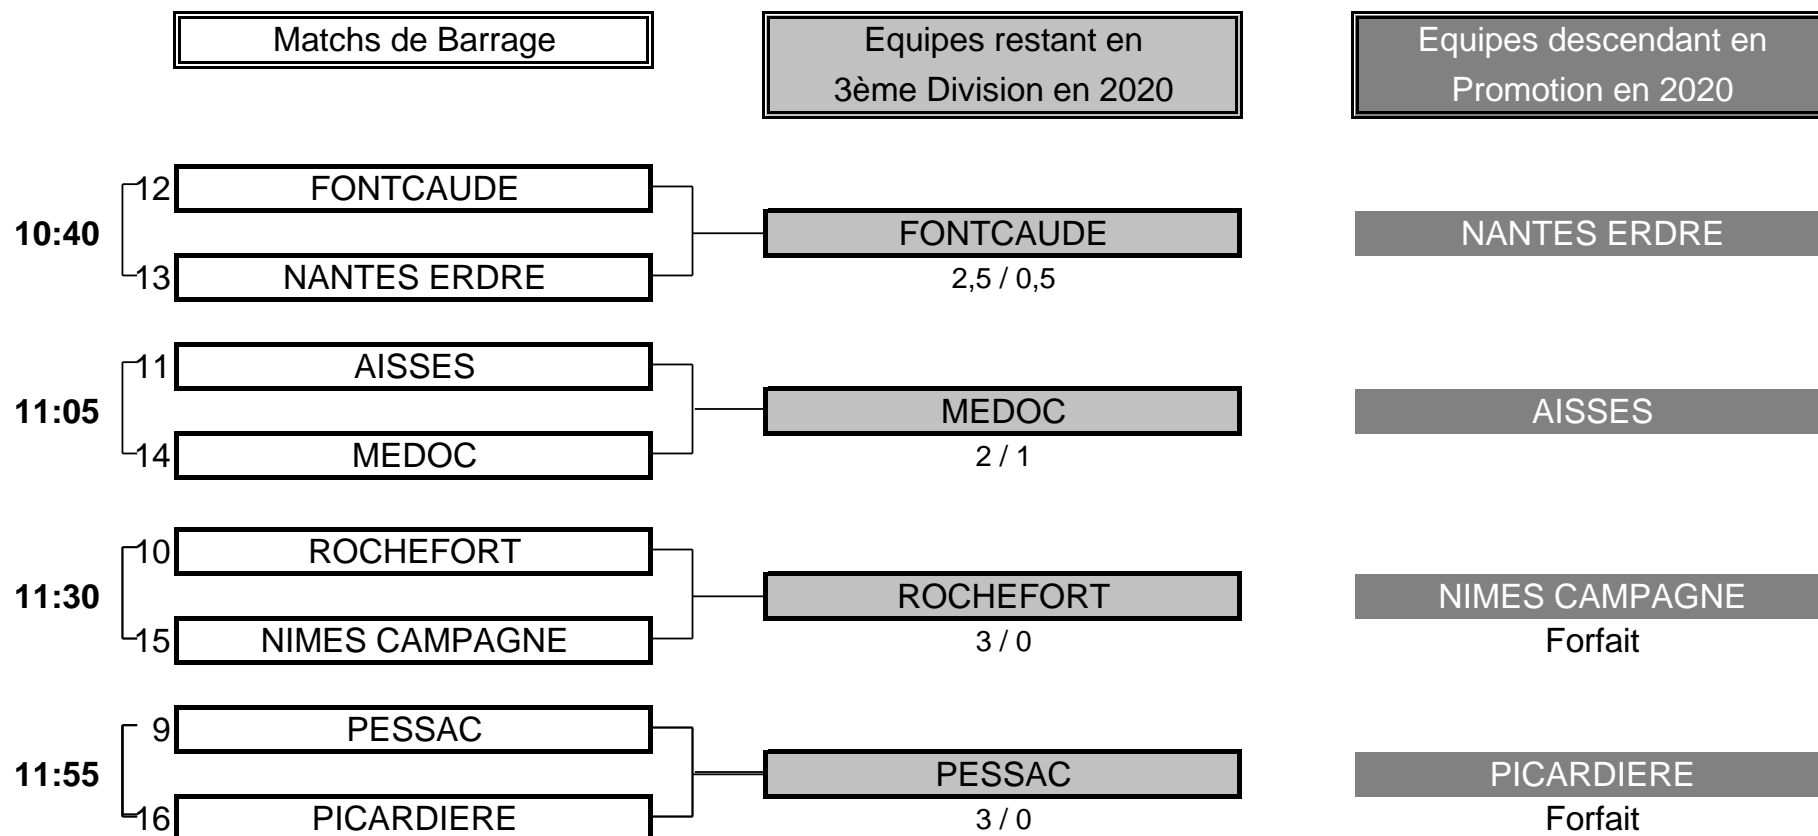 Matchs de Barrage
Equipes restant en
3ème Division en 2020
Equipes descendant en
Promotion en 2020
12 FONTCAUDE
10:40 FONTCAUDE NANTES ERDRE
13 NANTES ERDRE 2,5 / 0,5
11 AISSES
11:05 MEDOC AISSES
14 MEDOC 2 / 1
10 ROCHEFORT
11:30 ROCHEFORT NIMES CAMPAGNE
15 NIMES CAMPAGNE 3 / 0 Forfait
9 PESSAC
11:55 PESSAC PICARDIERE
16 PICARDIERE 3 / 0 Forfait